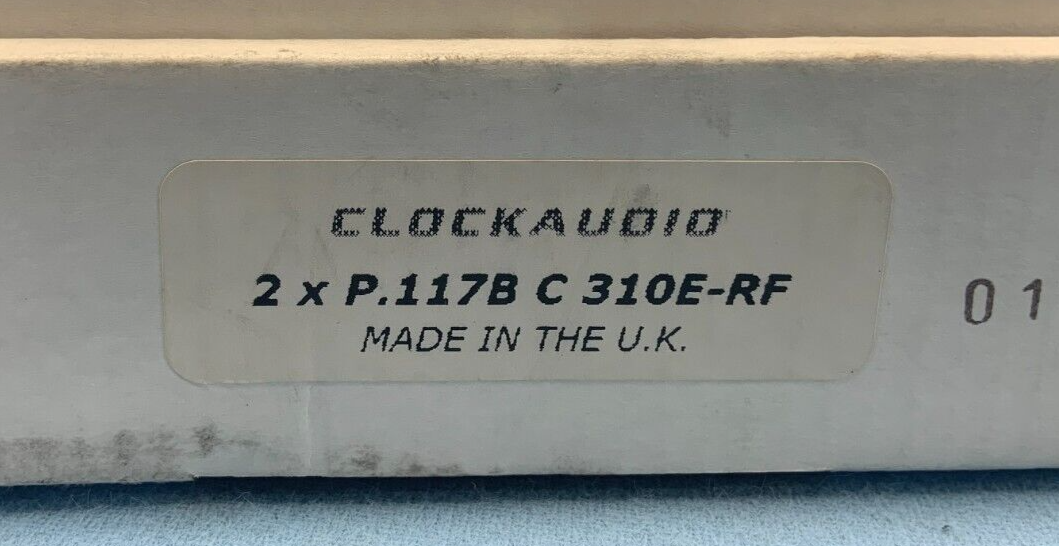 CLOCKAUDIO
2 x P.117B C 310E-RF
MADE IN THE U.K.
01